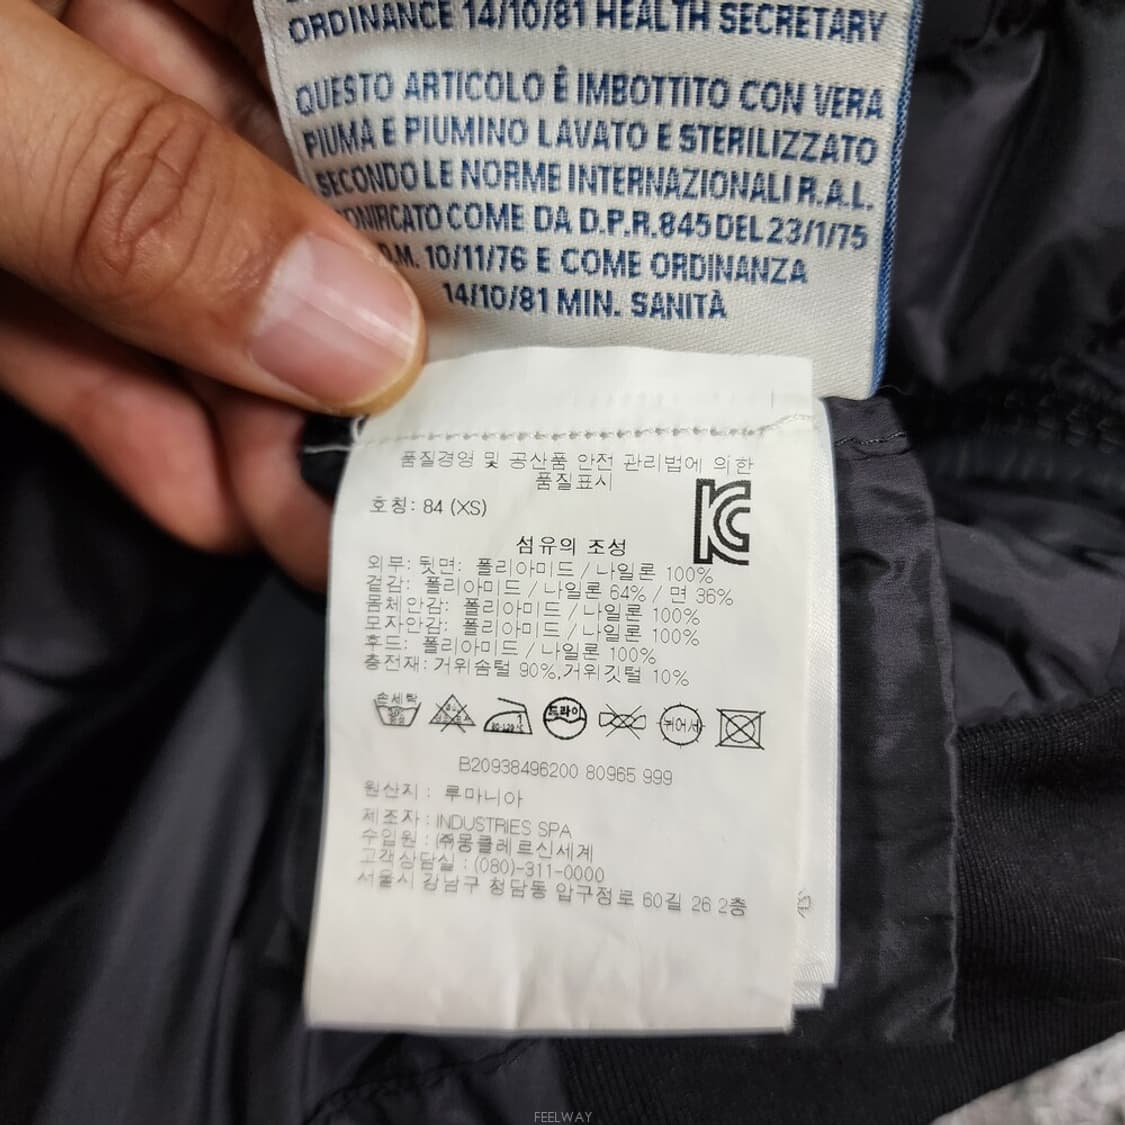 ORDINANCE 14/10/81 HEALTH SECRETARY
QUESTO ARTICOLO È IMBOTTITO CON VERA
PIUMA E PIUMINO LAVATO E STERILIZZATO
SECONDO LE NORME INTERNAZIONALI R.A.L.
COME DA D.P.R.845 DEL 23/1/75
D.M. 10/11/76 E COME ORDINANZA
14/10/81 MIN. SANITÀ
품질경영 및 공산품 안전 관리법에 의한
품질표시
호칭: 84 (XS)
섬유의 조성
외부: 뒷면: 폴리아미드 / 나일론 100%
겉감: 폴리아미드 / 나일론 64% / 면 36%
몸체안감: 폴리아미드 / 나일론 100%
모자안감: 폴리아미드 / 나일론 100%
후드: 폴리아미드 / 나일론 100%
충전재: 거위솜털 90%,거위깃털 10%
손세탁 드라이 뀌어서
B20938496200 80965 999
원산지 : 루마니아
제조자 : INDUSTRIES SPA
수입원 : ㈜몽클레르신세계
고객상담실 : (080)-311-0000
서울시 강남구 청담동 압구정로 60길 26 2층
FEELWAY